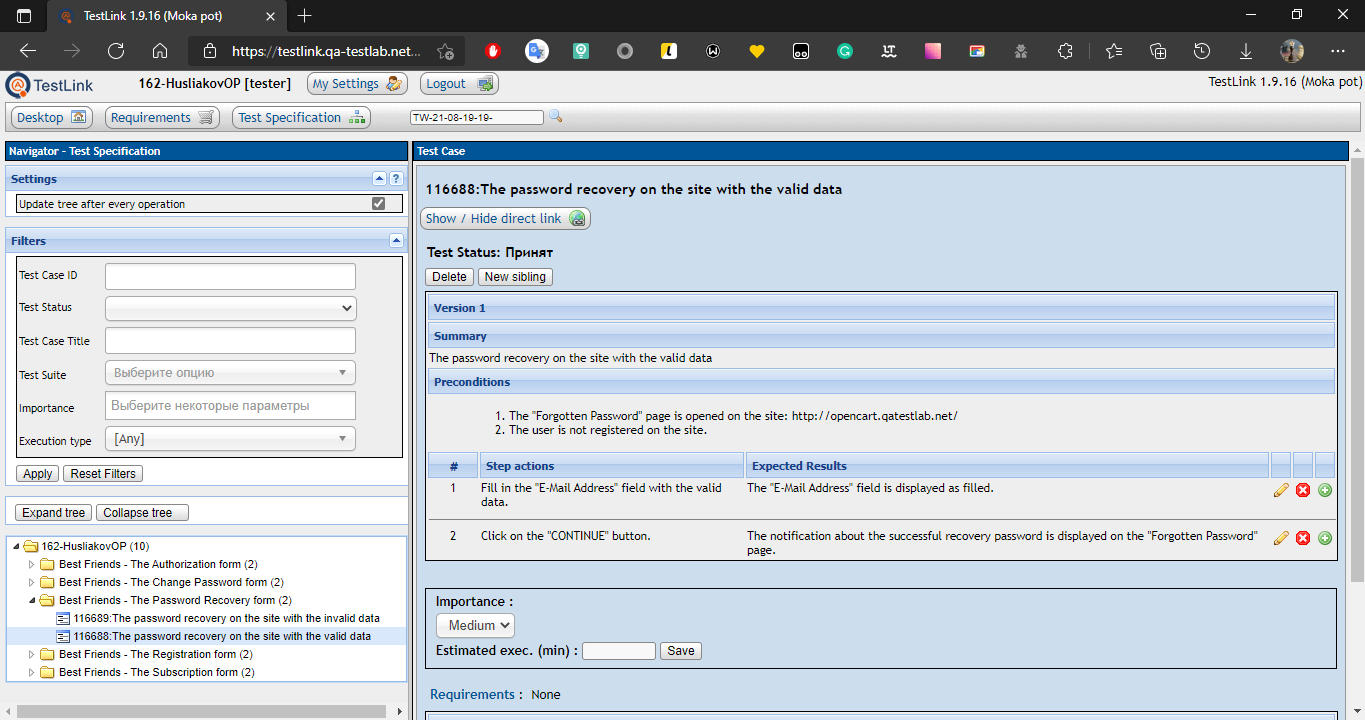 TestLink 1.9.16 (Moka pot)
https://testlink.qa-testlab.net...
TestLink
162-HusliakovOP [tester]
My Settings
Logout
TestLink 1.9.16 (Moka pot)
Desktop
Requirements
Test Specification
TW-21-08-19-19-
Navigator - Test Specification
Settings
?
Update tree after every operation
Filters
Test Case ID
Test Status
Test Case Title
Test Suite
Выберите опцию
Importance
Выберите некоторые параметры
Execution type
[Any]
Apply
Reset Filters
Expand tree
Collapse tree
162-HusliakovOP (10)
Best Friends - The Authorization form (2)
Best Friends - The Change Password form (2)
Best Friends - The Password Recovery form (2)
116689:The password recovery on the site with the invalid data
116688:The password recovery on the site with the valid data
Best Friends - The Registration form (2)
Best Friends - The Subscription form (2)
Test Case
116688:The password recovery on the site with the valid data
Show / Hide direct link
Test Status: Принят
Delete
New sibling
Version 1
Summary
The password recovery on the site with the valid data
Preconditions
1. The "Forgotten Password" page is opened on the site: http://opencart.qatestlab.net/
2. The user is not registered on the site.
# Step actions Expected Results
1 Fill in the "E-Mail Address" field with the valid The "E-Mail Address" field is displayed as filled.
data.
2 Click on the "CONTINUE" button. The notification about the successful recovery password is displayed on the "Forgotten Password"
page.
Importance :
Medium
Estimated exec. (min) :
Save
Requirements : None